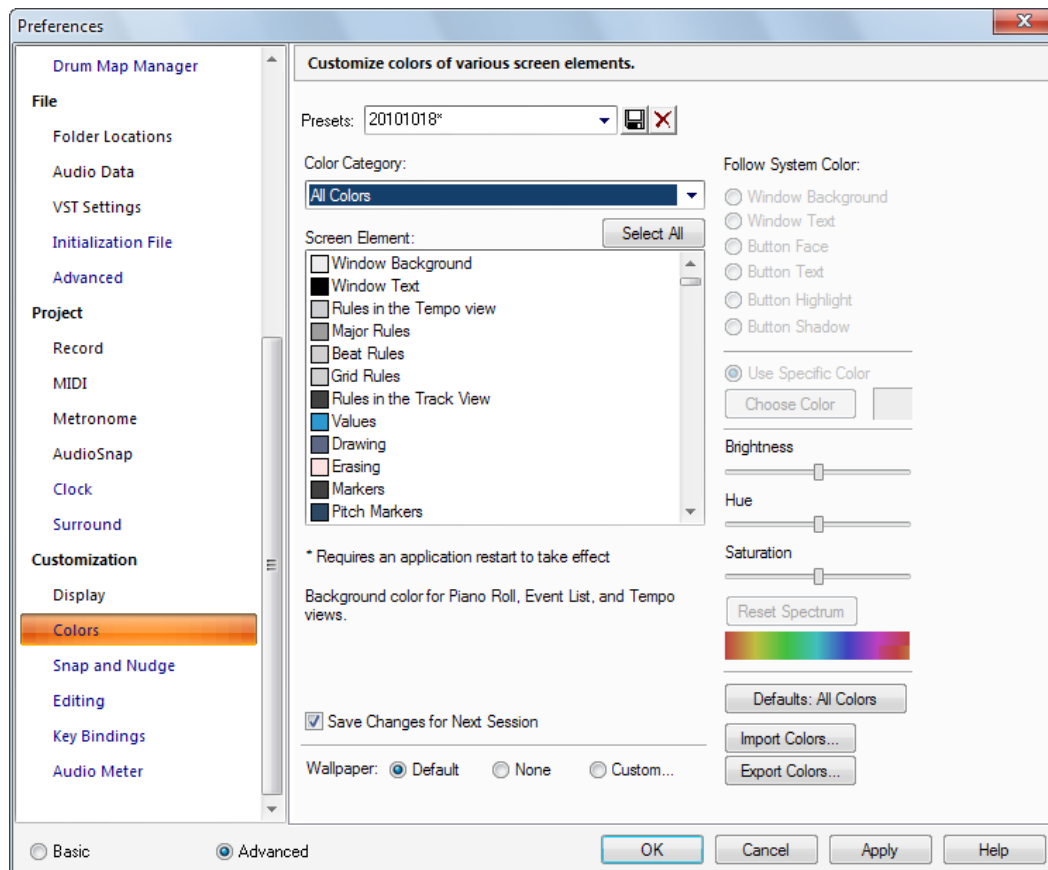 Preferences
Drum Map Manager
File
Folder Locations
Audio Data
VST Settings
Initialization File
Advanced
Project
Record
MIDI
Metronome
AudioSnap
Clock
Surround
Customization
Display
Colors
Snap and Nudge
Editing
Key Bindings
Audio Meter
Basic
Advanced
Customize colors of various screen elements.
Presets: 20101018*
Color Category:
All Colors
Screen Element:
Select All
Window Background
Window Text
Rules in the Tempo view
Major Rules
Beat Rules
Grid Rules
Rules in the Track View
Values
Drawing
Erasing
Markers
Pitch Markers
* Requires an application restart to take effect
Background color for Piano Roll, Event List, and Tempo
views.
Save Changes for Next Session
Wallpaper: Default None Custom...
Follow System Color:
Window Background
Window Text
Button Face
Button Text
Button Highlight
Button Shadow
Use Specific Color
Choose Color
Brightness
Hue
Saturation
Reset Spectrum
Defaults: All Colors
Import Colors...
Export Colors...
OK
Cancel
Apply
Help